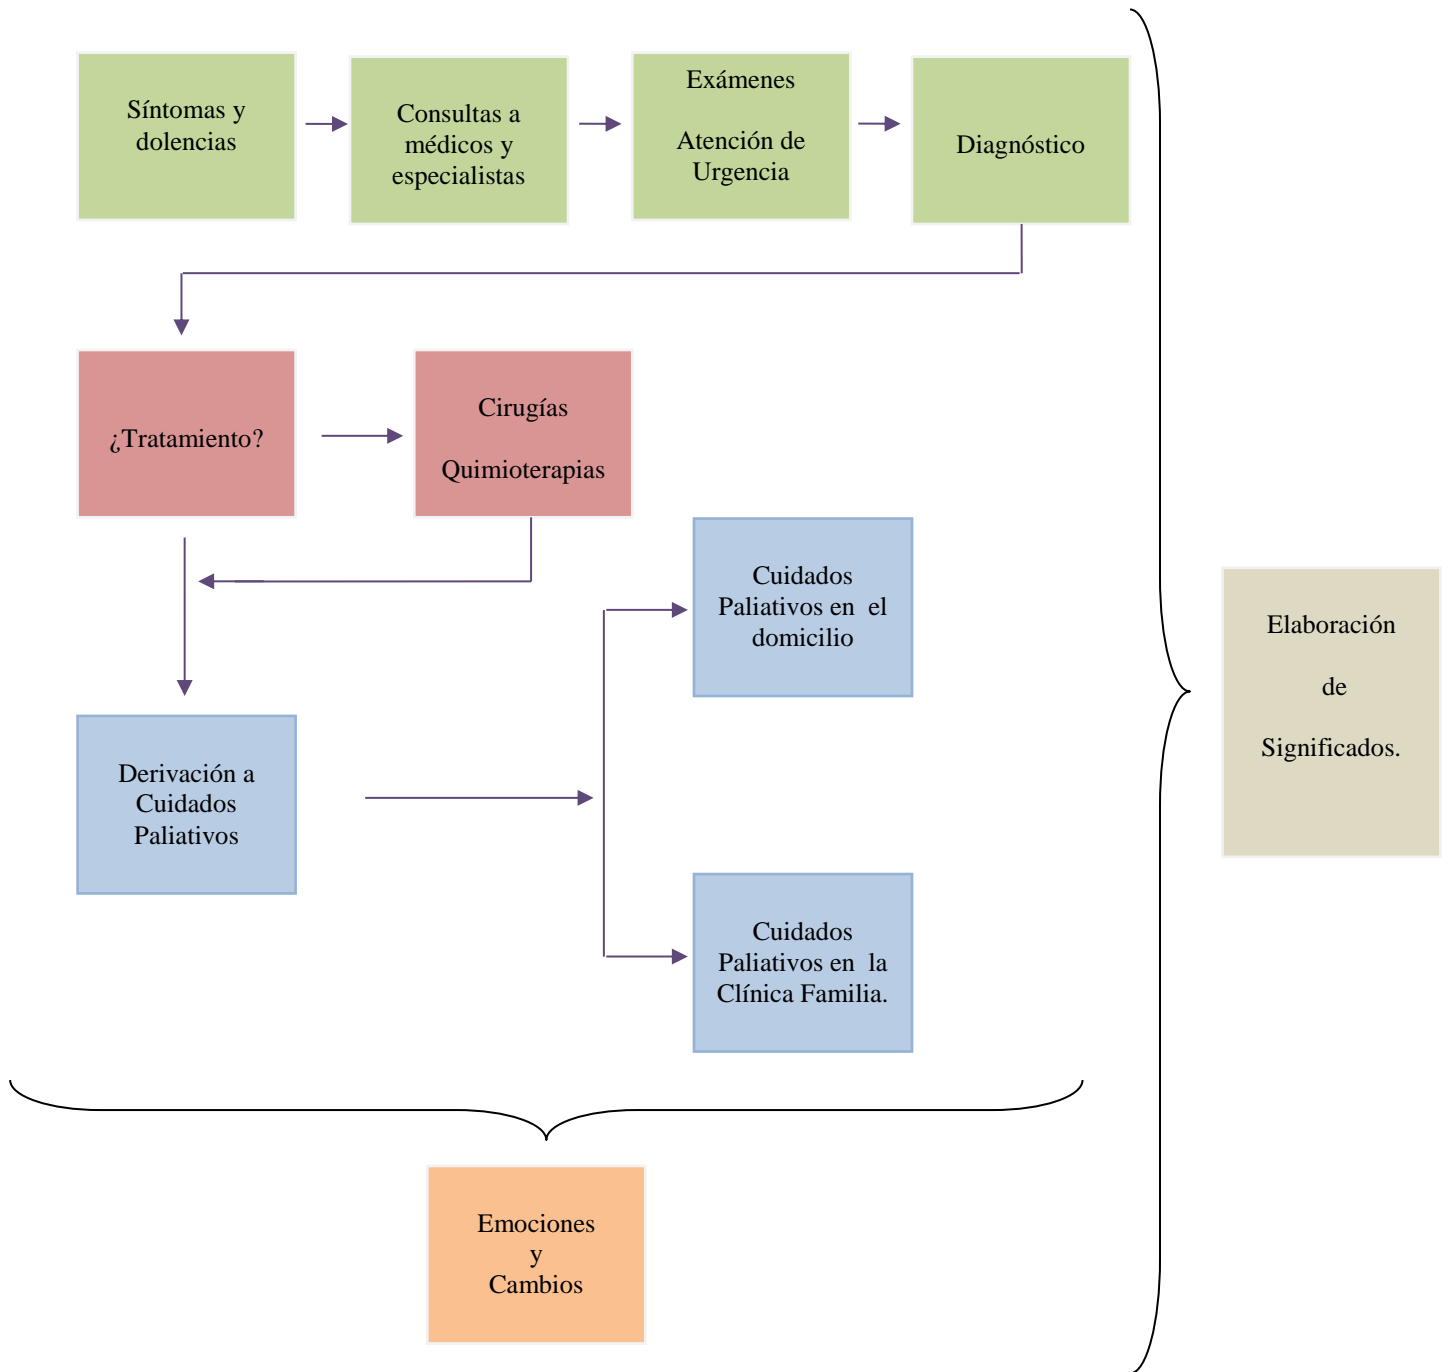 Síntomas y
dolencias
Consultas a
médicos y
especialistas
Exámenes
Atención de
Urgencia
Diagnóstico
¿Tratamiento?
Cirugías
Quimioterapias
Cuidados
Paliativos en  el
domicilio
Elaboración
de
Significados.
Derivación a
Cuidados
Paliativos
Cuidados
Paliativos en  la
Clínica Familia.
Emociones
y
Cambios